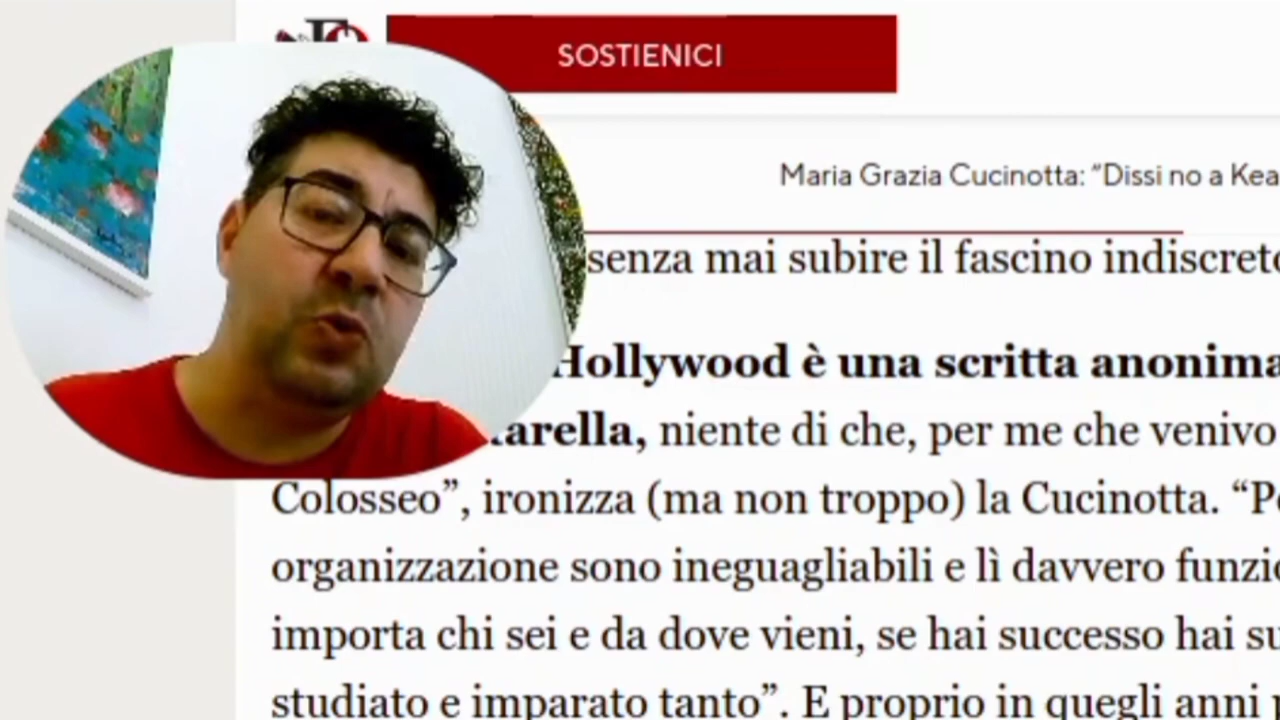 SOSTIENICI
Maria Grazia Cucinotta: “Dissi no a Kea
senza mai subire il fascino indiscreto
Hollywood è una scritta anonima
arella, niente di che, per me che venivo
Colosseo”, ironizza (ma non troppo) la Cucinotta. “Pe
organizzazione sono ineguagliabili e lì davvero funzio
importa chi sei e da dove vieni, se hai successo hai su
studiato e imparato tanto”. E proprio in quegli anni